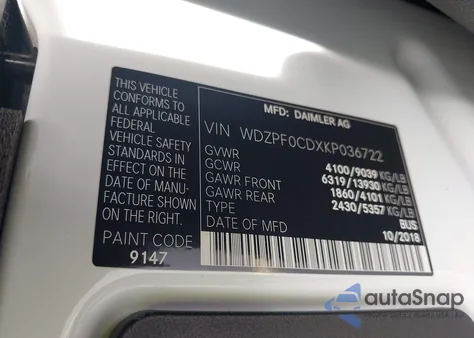 THIS VEHICLE
CONFORMS TO
ALL APPLICABLE
FEDERAL
MOTOR
VEHICLE SAFETY
STANDARDS IN
EFFECT ON THE
DATE OF MANU-
FACTURE SHOWN
ON THIS LABEL.
PAINT CODE
9147
MFD: DAIMLER AG
VIN WDZPF0CDXKP036722
GVWR 4100/9039 KG/LB
GCWR 6319/13930 KG/LB
GAWR FRONT 1860/4101 KG/LB
GAWR REAR 2430/5357 KG/LB
TYPE BUS
DATE OF MFD 10/2018
autoSnap